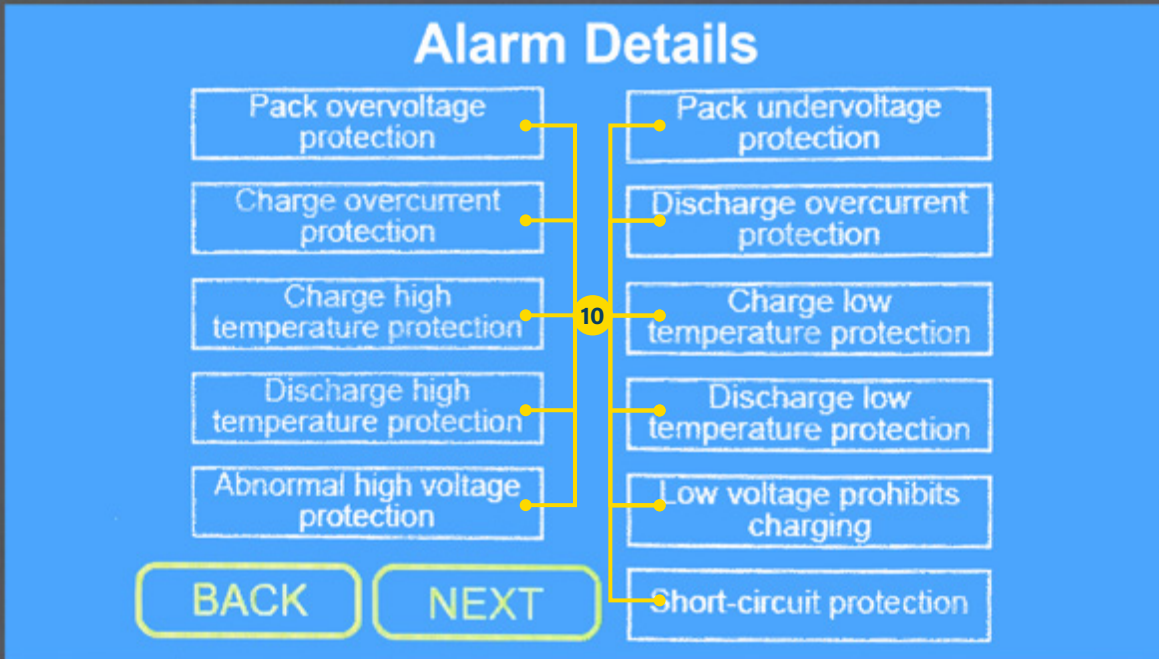 Alarm Details
Pack overvoltage
protection
Pack undervoltage
protection
Charge overcurrent
protection
Discharge overcurrent
protection
Charge high
temperature protection
10
Charge low
temperature protection
Discharge high
temperature protection
Discharge low
temperature protection
Abnormal high voltage
protection
Low voltage prohibits
charging
BACK
NEXT
Short-circuit protection